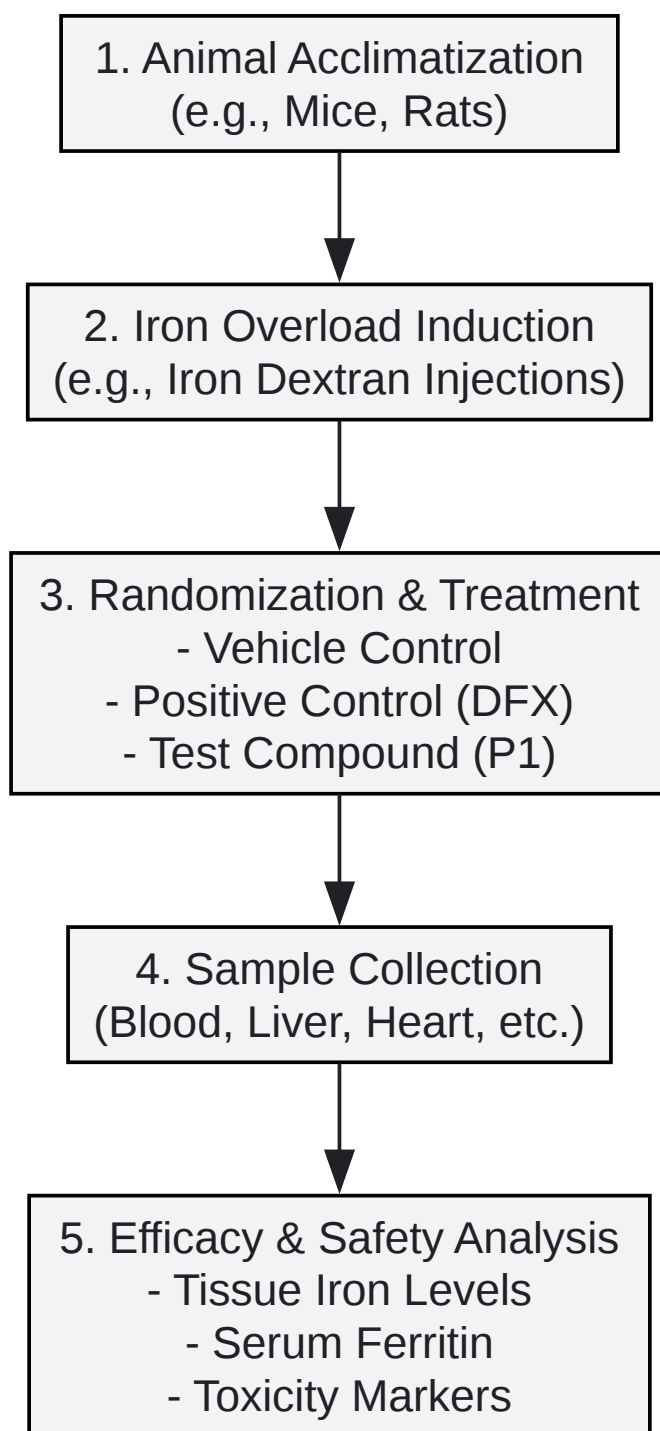 1. Animal Acclimatization
(e.g., Mice, Rats)
2. Iron Overload Induction
(e.g., Iron Dextran Injections)
3. Randomization & Treatment
- Vehicle Control
- Positive Control (DFX)
- Test Compound (P1)
4. Sample Collection
(Blood, Liver, Heart, etc.)
5. Efficacy & Safety Analysis
- Tissue Iron Levels
- Serum Ferritin
- Toxicity Markers